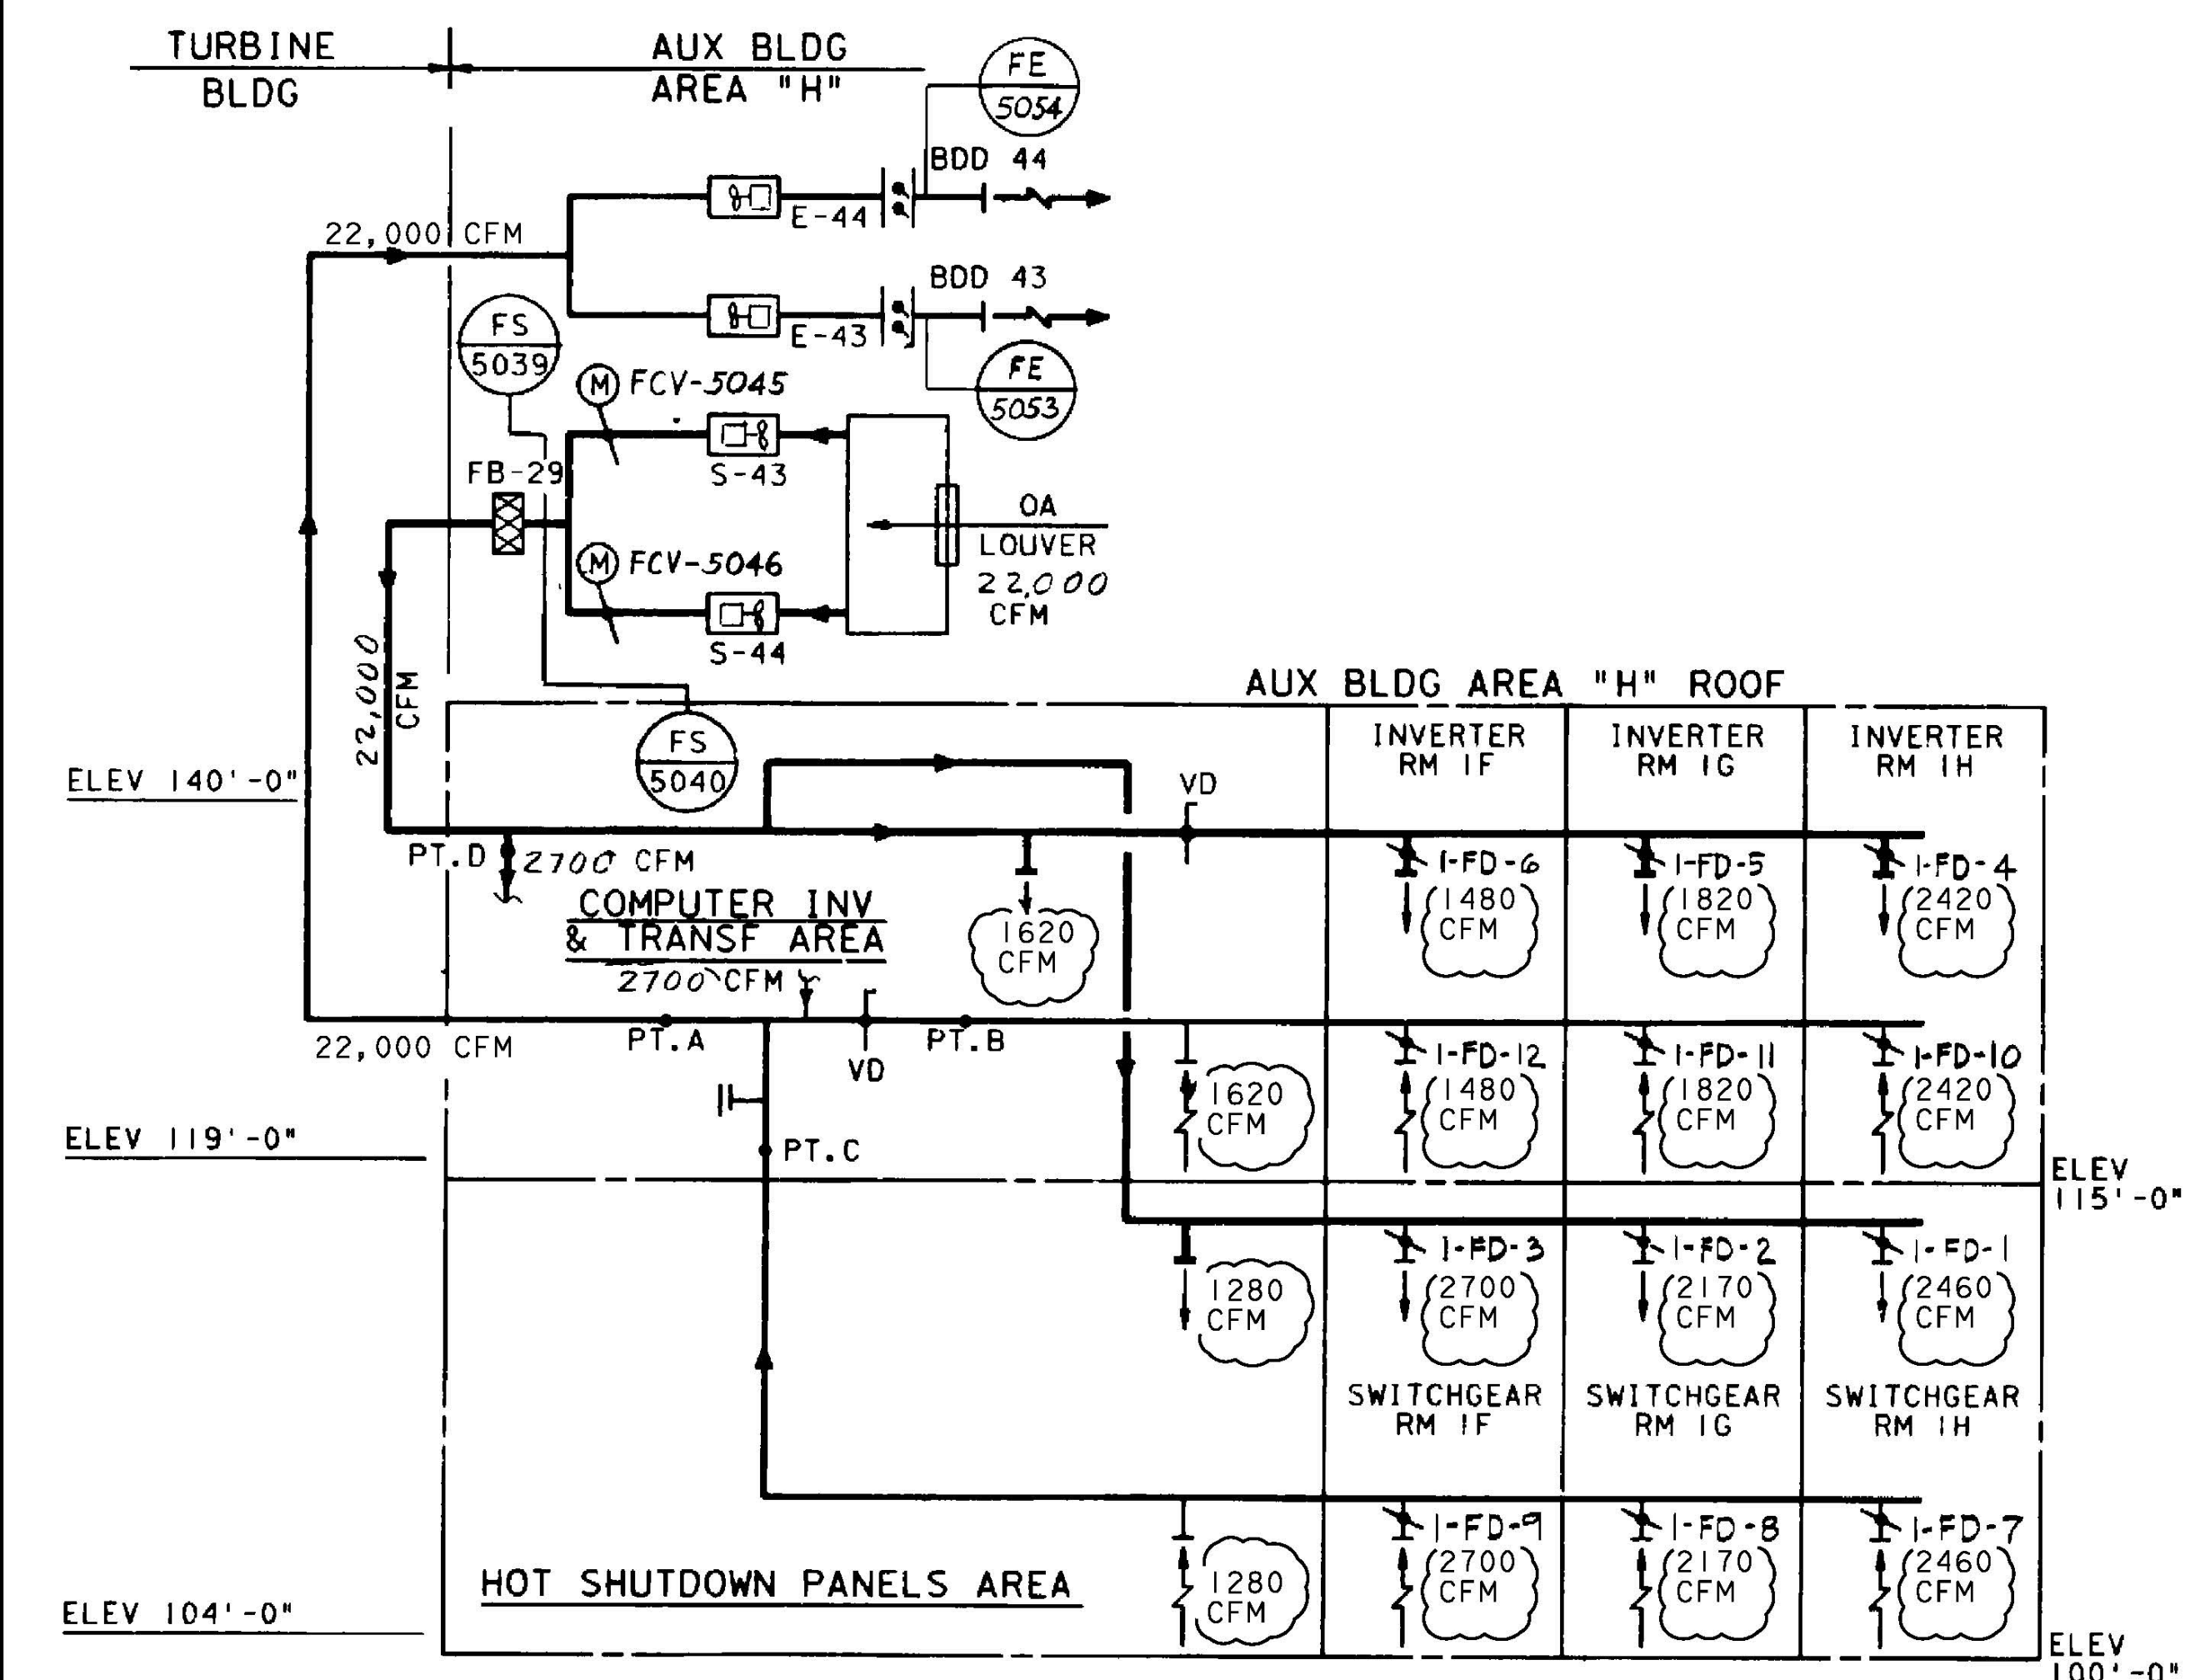 TURBINE
BLDG
AUX BLDG
AREA "H"
FE
5054
BDD 44
E-44
22,000 CFM
BDD 43
E-43
FS
5039
FE
5053
M FCV-5045
S-43
FB-29
OA
LOUVER
22,000
CFM
M FCV-5046
S-44
22,000
CFM
AUX BLDG AREA "H" ROOF
INVERTER
RM 1F
INVERTER
RM 1G
INVERTER
RM 1H
FS
5040
ELEV 140'-0"
VD
PT.D
2700 CFM
1-FD-6
(1480)
CFM
1-FD-5
(1820)
CFM
1-FD-4
(2420)
CFM
COMPUTER INV
& TRANSF AREA
2700 CFM
1620
CFM
22,000 CFM
PT.A
VD
PT.B
1620
CFM
1-FD-12
(1480)
CFM
1-FD-11
(1820)
CFM
1-FD-10
(2420)
CFM
ELEV 119'-0"
PT.C
ELEV
115'-0"
1280
CFM
1-FD-3
(2700)
CFM
1-FD-2
(2170)
CFM
1-FD-1
(2460)
CFM
SWITCHGEAR
RM 1F
SWITCHGEAR
RM 1G
SWITCHGEAR
RM 1H
HOT SHUTDOWN PANELS AREA
1280
CFM
1-FD-9
(2700)
CFM
1-FD-8
(2170)
CFM
1-FD-7
(2460)
CFM
ELEV 104'-0"
ELEV